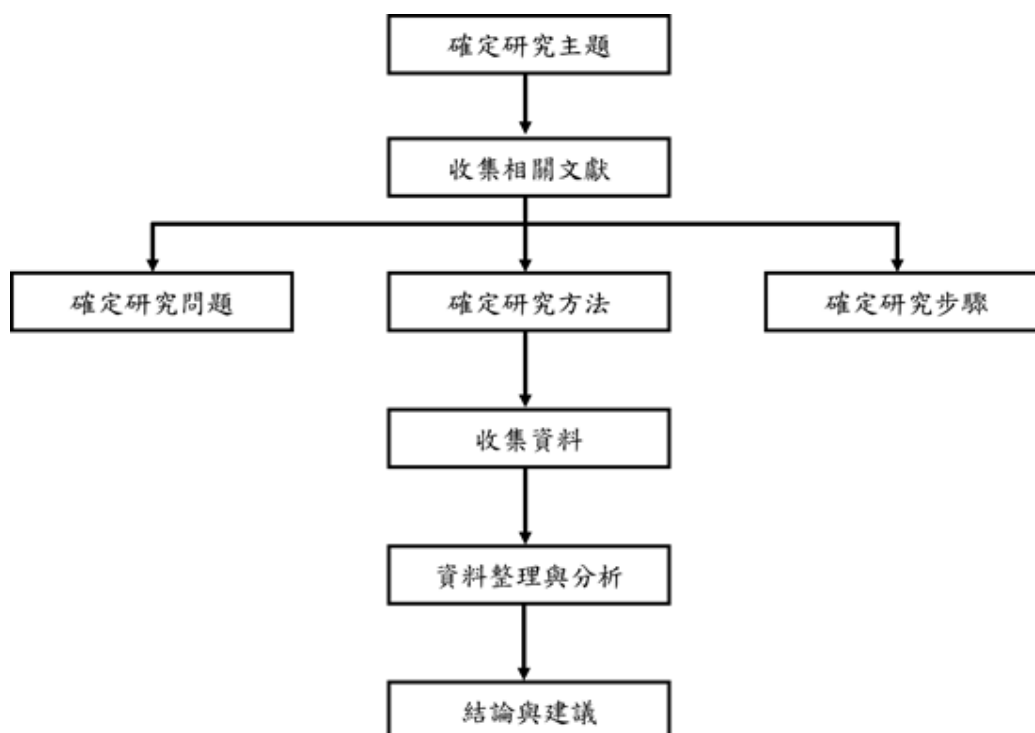 確定研究主題
收集相關文獻
確定研究問題
確定研究方法
確定研究步驟
收集資料
資料整理與分析
結論與建議